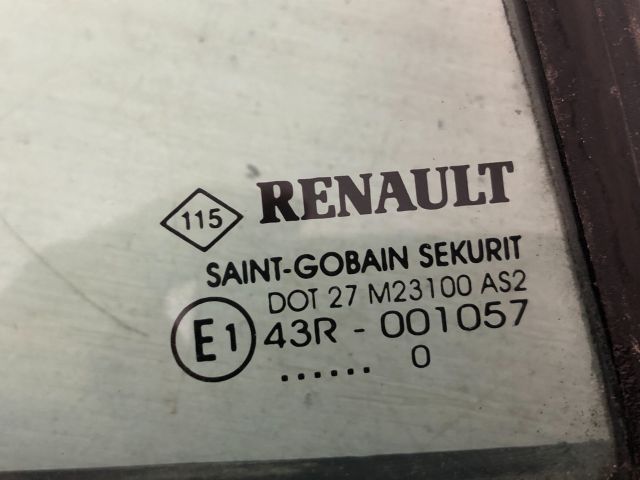 RENAULT
115
SAINT-GOBAIN SEKURIT
DOT 27 M23100 AS2
E1 43R - 001057
...... 0